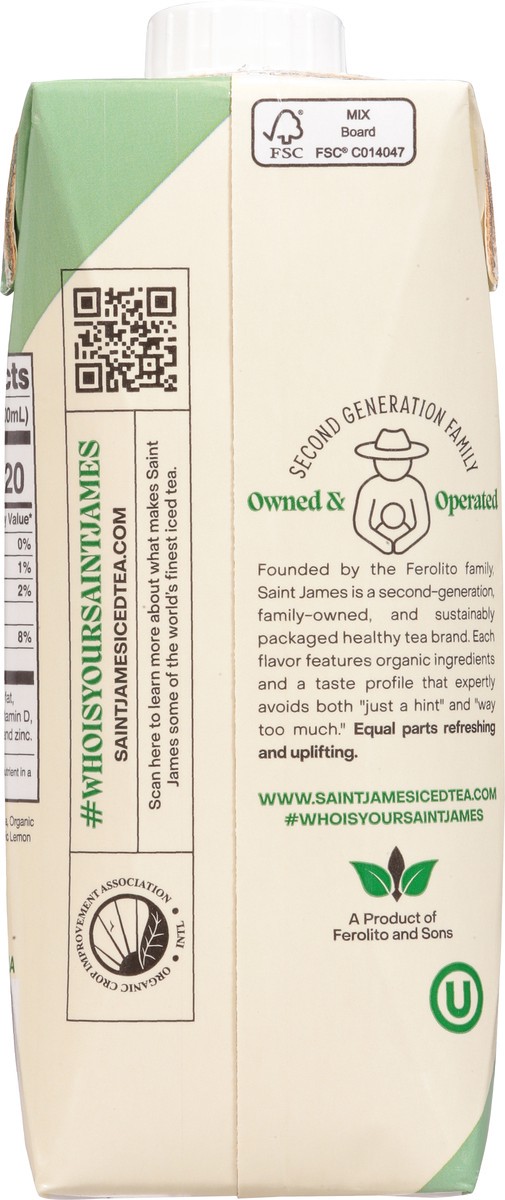 MIX
Board
FSC
FSC® C014047
cts
0mL)
20
Value*
0%
1%
2%
8%
fat,
tamin D,
nd zinc.
utrient in a
Organic
Lemon
#WHOISYOURSAINTJAMES
SAINTJAMESICEDTEA.COM
Scan here to learn more about what makes Saint
James some of the world's finest iced tea.
ORGANIC CROP IMPROVEMENT ASSOCIATION • INTL •
SECOND GENERATION FAMILY
Owned & Operated
Founded by the Ferolito family,
Saint James is a second-generation,
family-owned, and sustainably
packaged healthy tea brand. Each
flavor features organic ingredients
and a taste profile that expertly
avoids both "just a hint" and "way
too much." Equal parts refreshing
and uplifting.
WWW.SAINTJAMESICEDTEA.COM
#WHOISYOURSAINTJAMES
A Product of
Ferolito and Sons
U